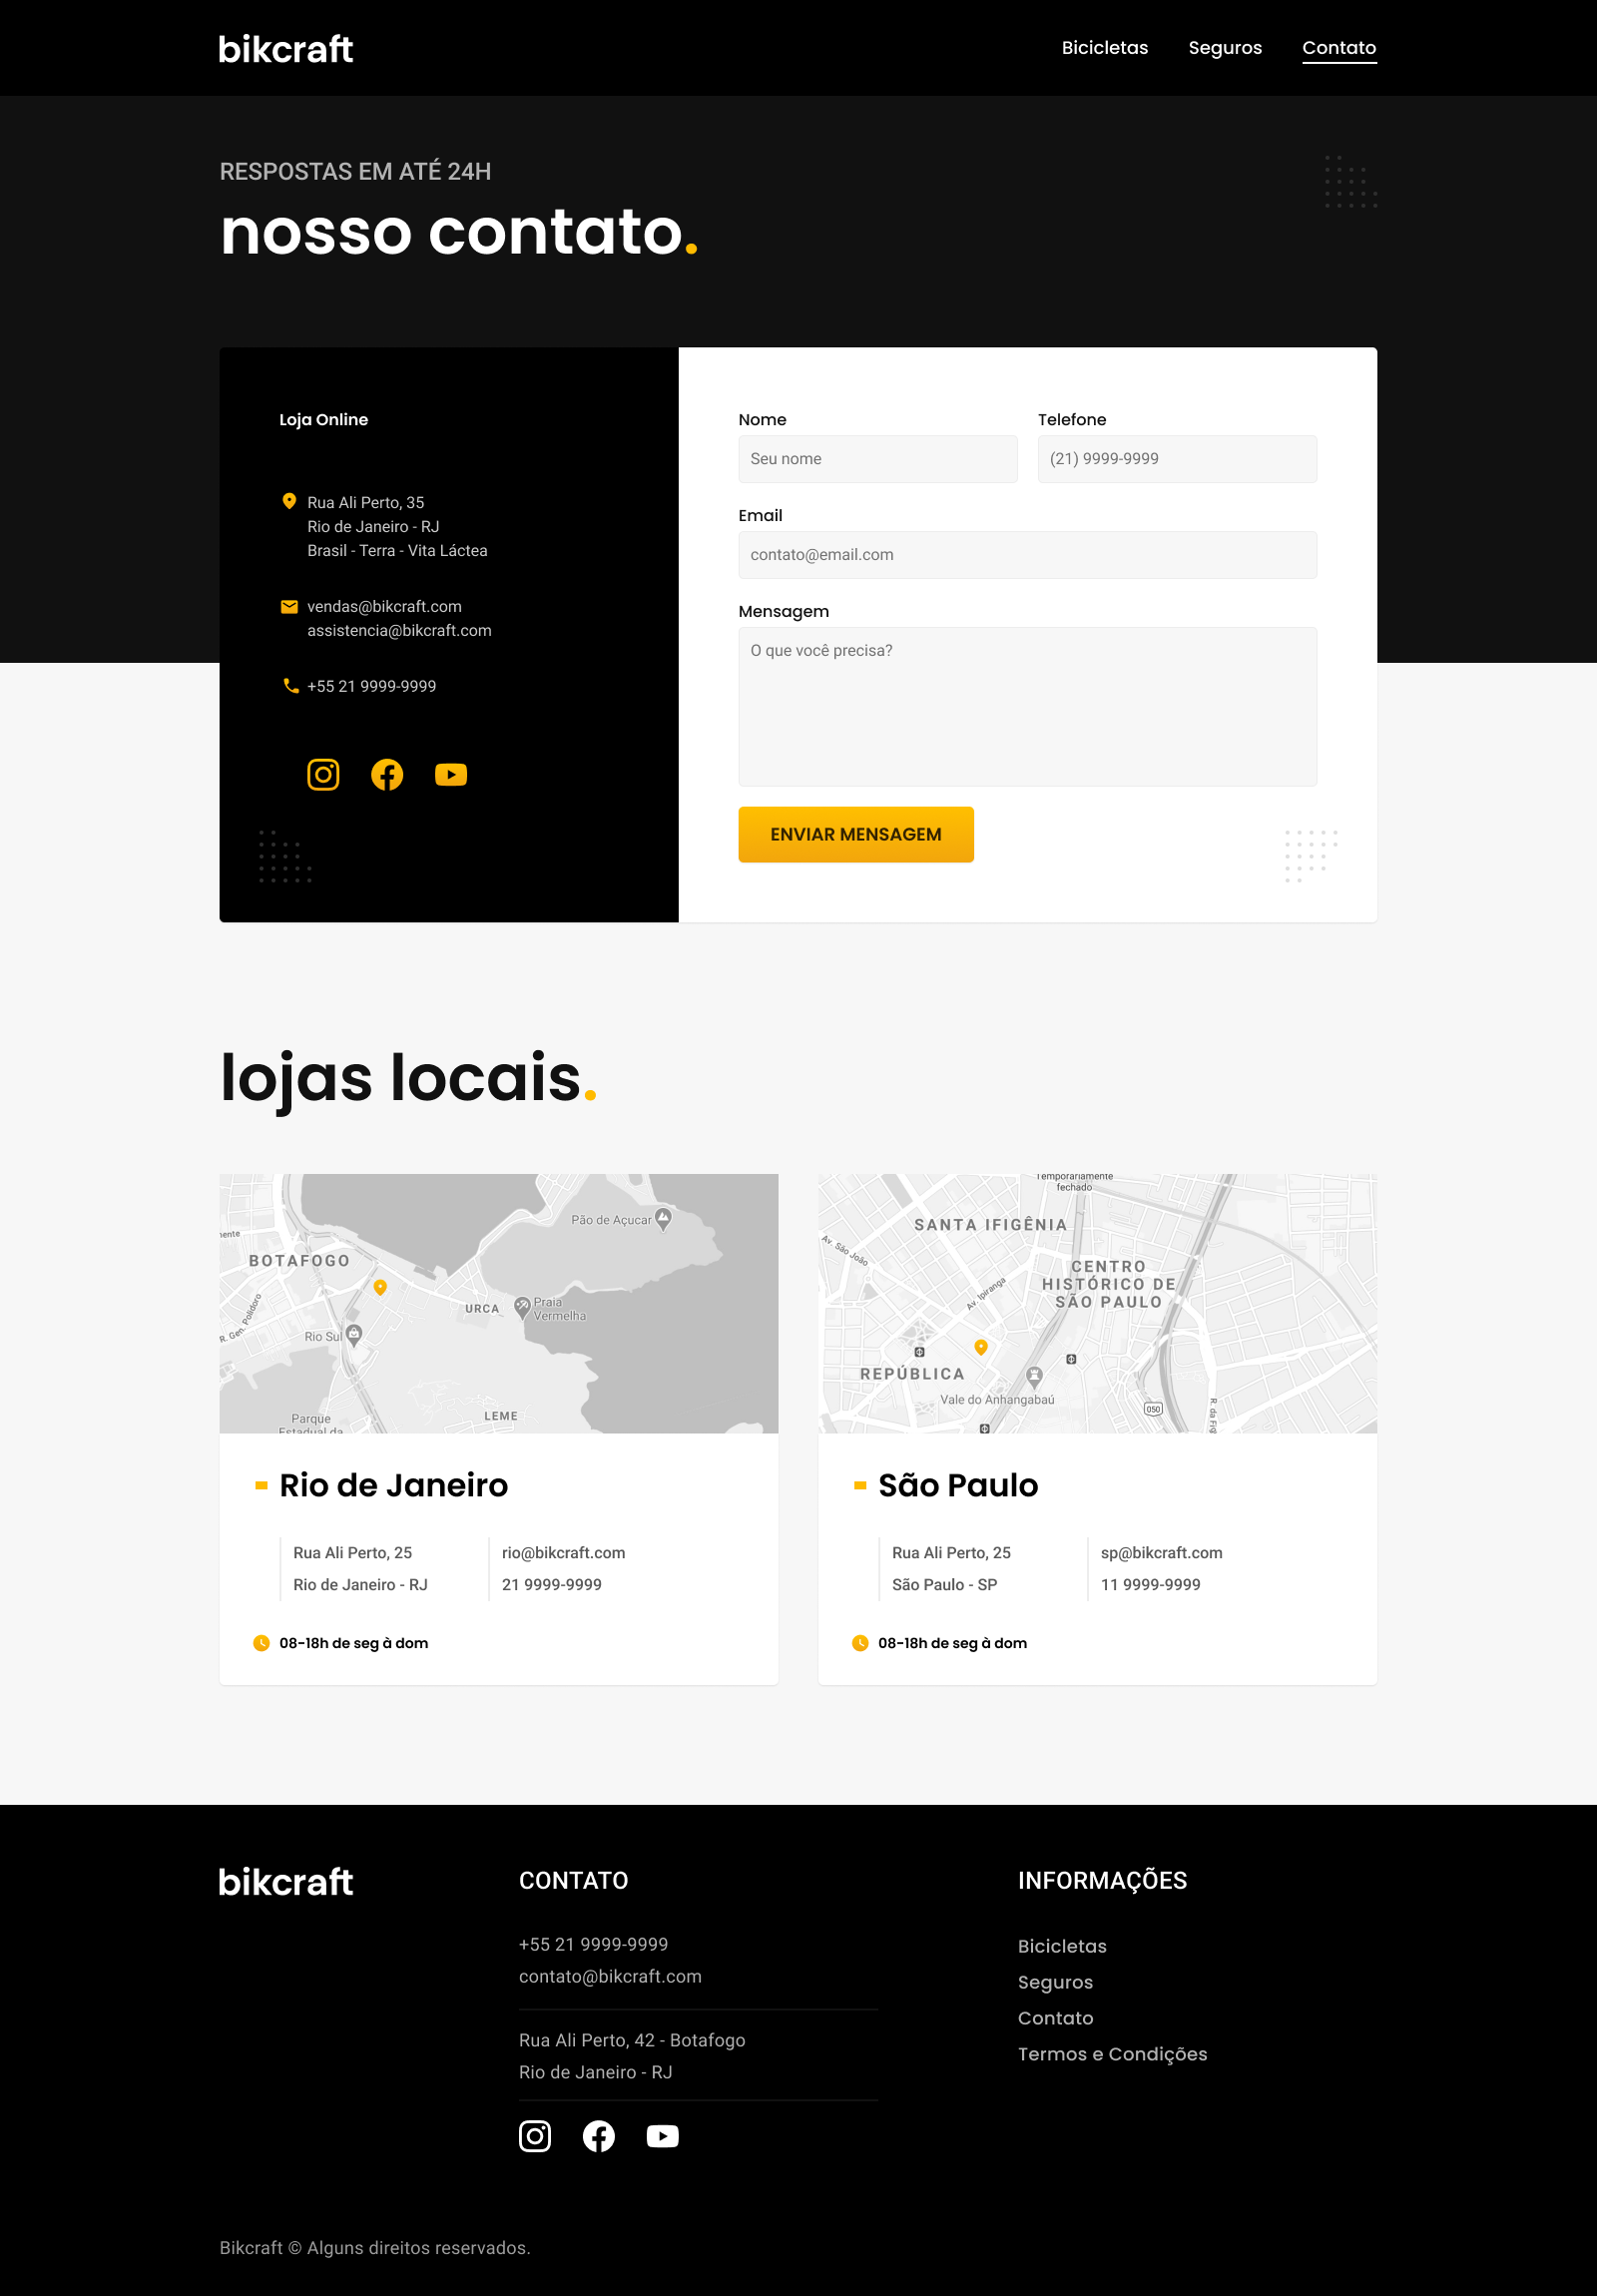 bikcraft
Bicicletas
Seguros
Contato
RESPOSTAS EM ATÉ 24H
nosso contato.
Loja Online
Rua Ali Perto, 35
Rio de Janeiro - RJ
Brasil - Terra - Vita Láctea
vendas@bikcraft.com
assistencia@bikcraft.com
+55 21 9999-9999
Nome
Seu nome
Telefone
(21) 9999-9999
Email
contato@email.com
Mensagem
O que você precisa?
ENVIAR MENSAGEM
lojas locais.
Pão de Açucar
BOTAFOGO
URCA
Praia
Vermelha
R. Gen. Polidoro
Rio Sul
LEME
Parque
Estadual da
Rio de Janeiro
Rua Ali Perto, 25
Rio de Janeiro - RJ
rio@bikcraft.com
21 9999-9999
08-18h de seg à dom
Temporariamente
fechado
SANTA IFIGÊNIA
Av. São João
CENTRO
HISTÓRICO DE
SÃO PAULO
Av. Ipiranga
REPÚBLICA
Vale do Anhangabaú
050
São Paulo
Rua Ali Perto, 25
São Paulo - SP
sp@bikcraft.com
11 9999-9999
08-18h de seg à dom
bikcraft
CONTATO
+55 21 9999-9999
contato@bikcraft.com
Rua Ali Perto, 42 - Botafogo
Rio de Janeiro - RJ
INFORMAÇÕES
Bicicletas
Seguros
Contato
Termos e Condições
Bikcraft © Alguns direitos reservados.